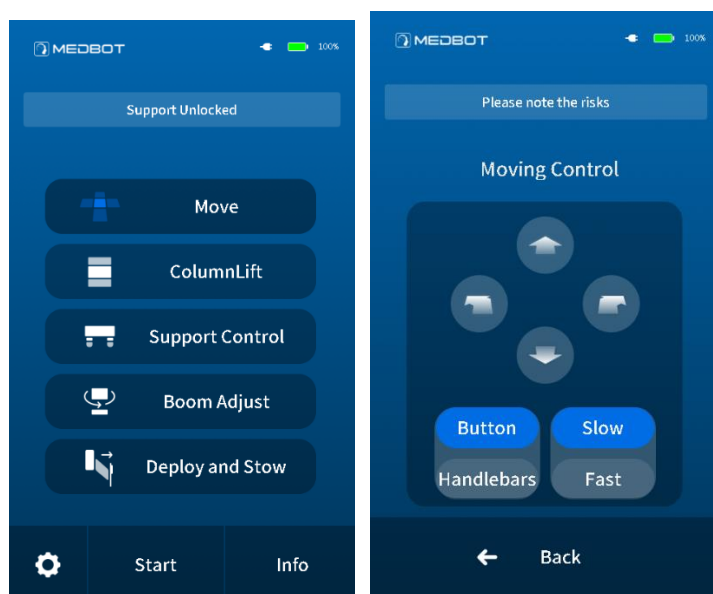 MEDBOT 100%
Support Unlocked
Move
ColumnLift
Support Control
Boom Adjust
Deploy and Stow
Start Info
MEDBOT 100%
Please note the risks
Moving Control
Button Slow
Handlebars Fast
Back